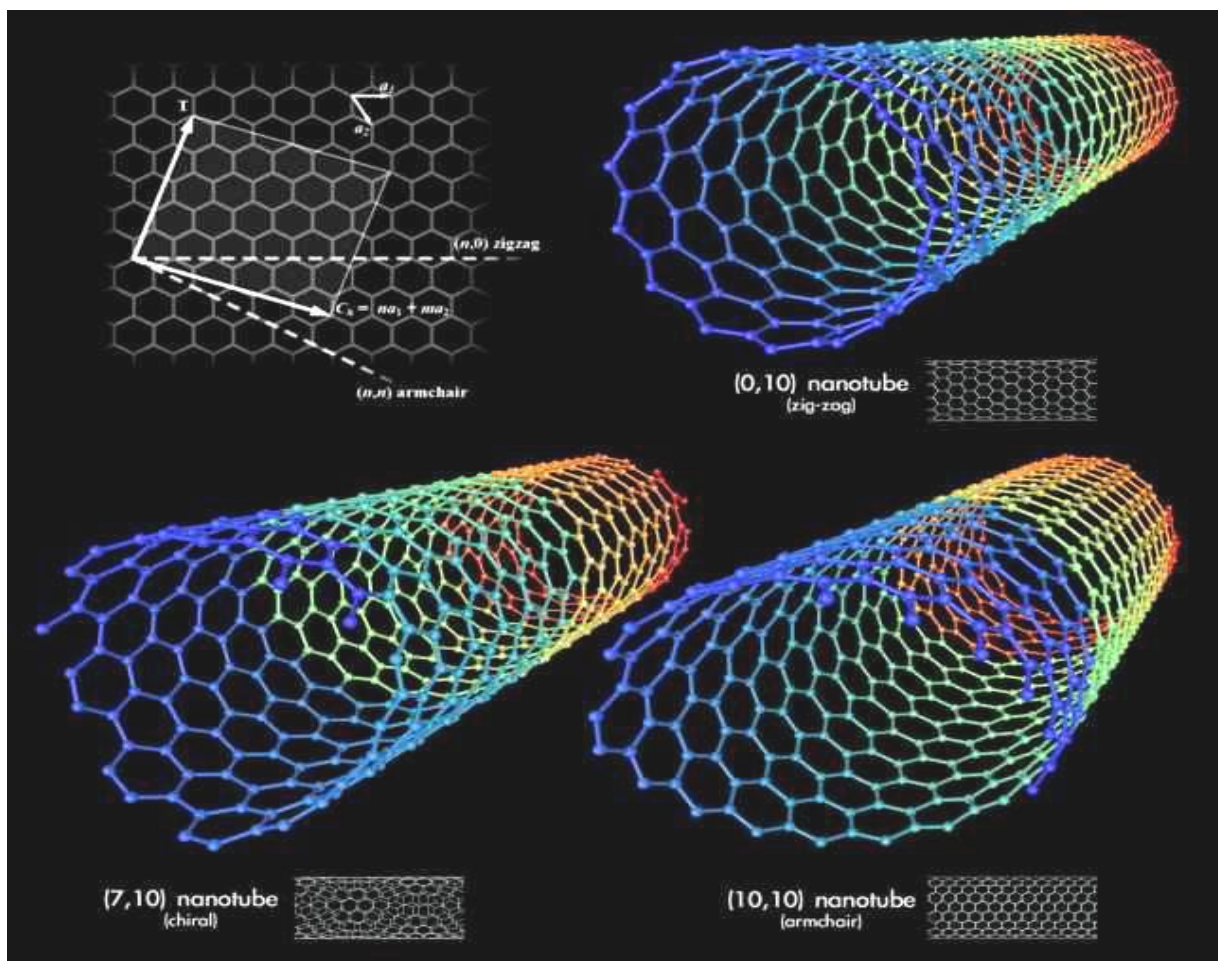 T
a₁
a₂
(n,0) zigzag
Cₕ = na₁ + ma₂
(n,n) armchair
(0,10) nanotube
(zig-zag)
(7,10) nanotube
(chiral)
(10,10) nanotube
(armchair)